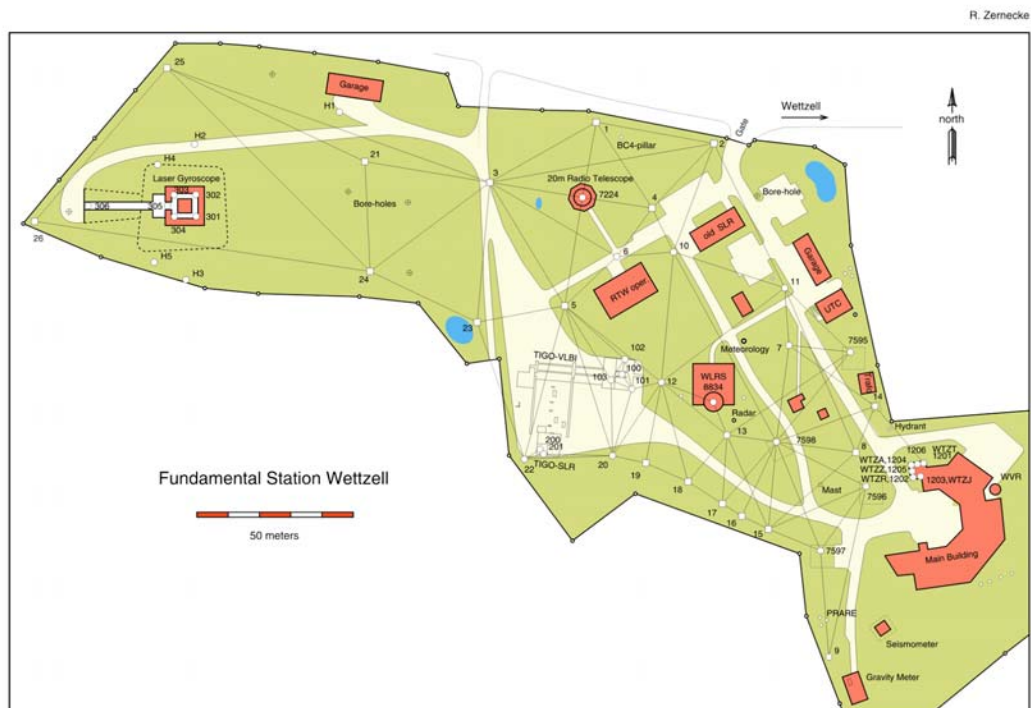 R. Zernecke
25
Garage
H1
Wettzell
Gate
north
1
BC4-pillar
2
H2
21
3
H4
Laser Gyroscope
303
302
306
305
301
304
Bore-holes
20m Radio Telescope
7224
4
Bore-hole
old SLR
Garage
26
H5
H3
24
6
10
RTW oper.
11
UTC
5
23
Meteorology
7
7595
TIGO-VLBI
102
100
103
101
12
WLRS
8834
Trafo
14
Radar
13
7598
8
Hydrant
200
201
22
TIGO-SLR
20
19
18
17
16
15
Mast
7596
1206
WTZT,
1201
WTZA,1204
WTZZ,1205
WTZR,1202
1203,WTZJ
WVR
Main Building
Fundamental Station Wettzell
50 meters
7597
PRARE
9
Seismometer
Gravity Meter